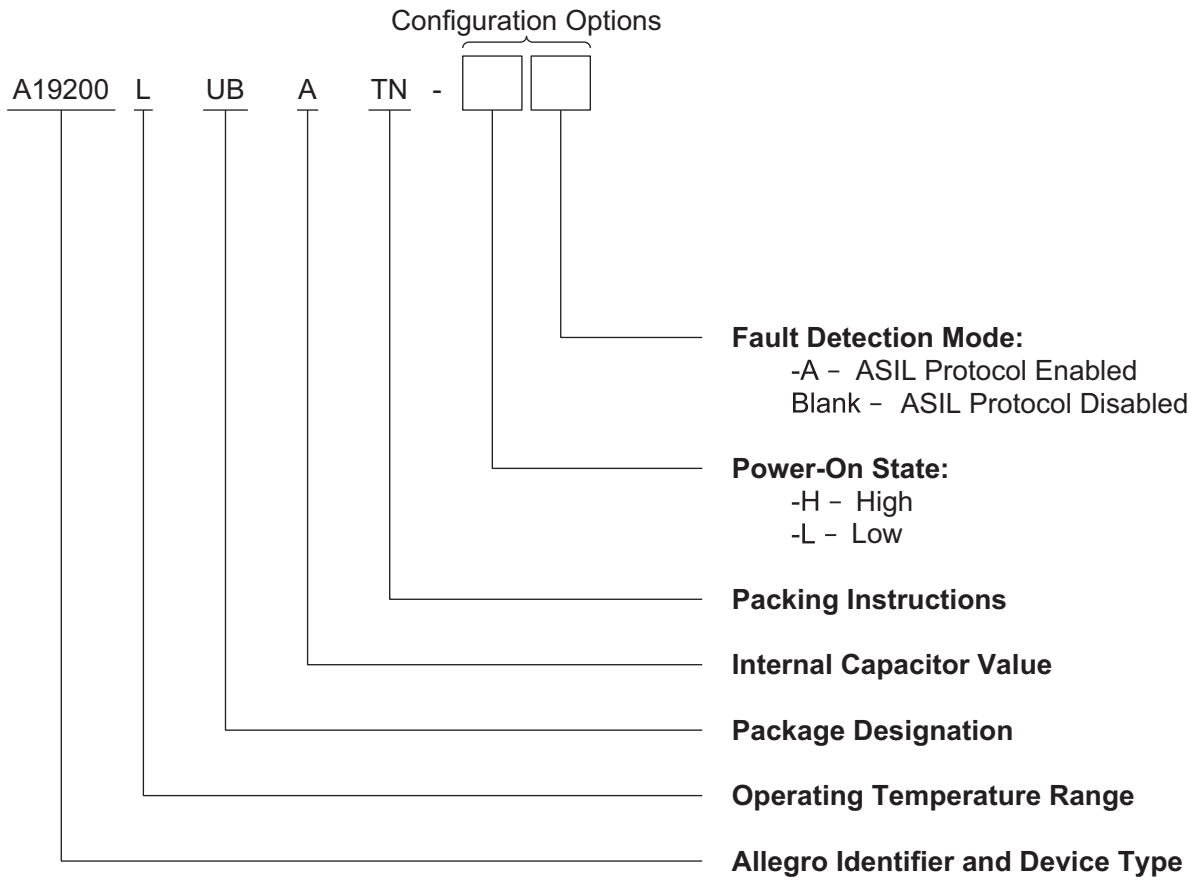 Configuration Options
A19200 L UB A TN -
Fault Detection Mode:
-A – ASIL Protocol Enabled
Blank – ASIL Protocol Disabled
Power-On State:
-H – High
-L – Low
Packing Instructions
Internal Capacitor Value
Package Designation
Operating Temperature Range
Allegro Identifier and Device Type